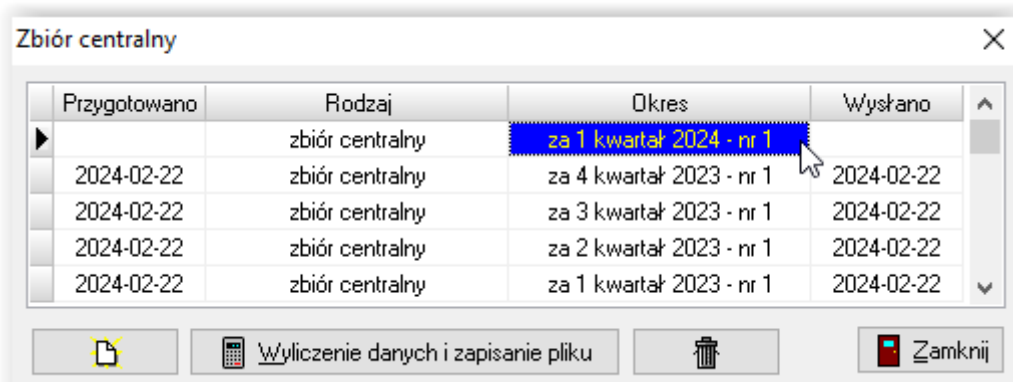 Zbiór centralny
Przygotowano Rodzaj Okres Wysłano
zbiór centralny za 1 kwartał 2024 - nr 1
2024-02-22 zbiór centralny za 4 kwartał 2023 - nr 1 2024-02-22
2024-02-22 zbiór centralny za 3 kwartał 2023 - nr 1 2024-02-22
2024-02-22 zbiór centralny za 2 kwartał 2023 - nr 1 2024-02-22
2024-02-22 zbiór centralny za 1 kwartał 2023 - nr 1 2024-02-22
Wyliczenie danych i zapisanie pliku Zamknij